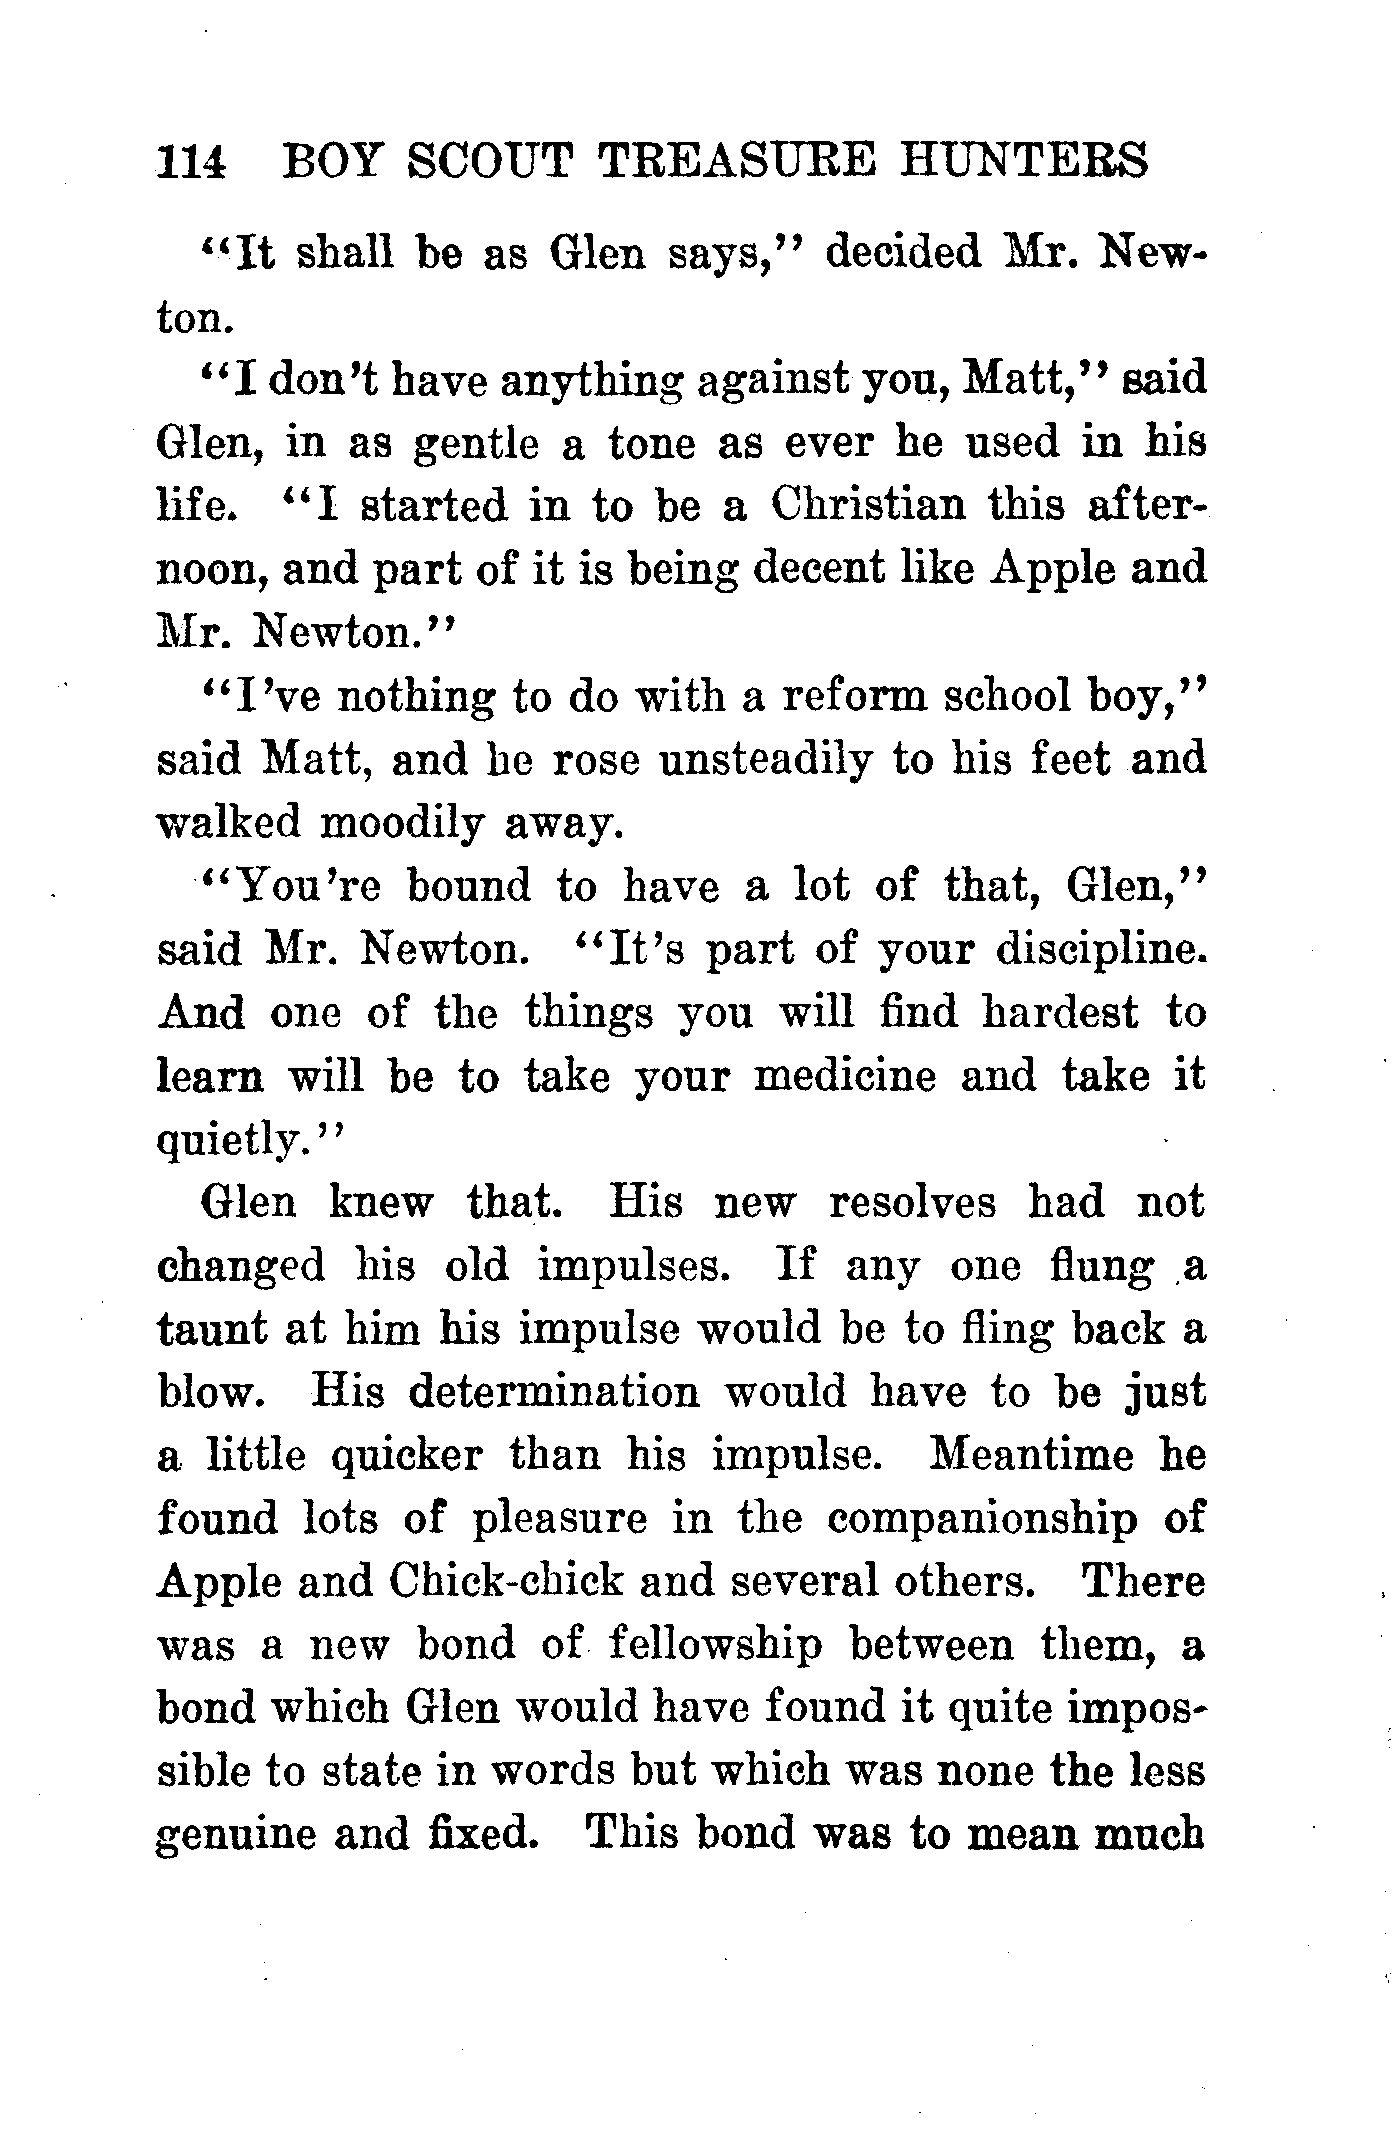 114 BOY SCOUT TREASURE HUNTERS
"It shall be as Glen says," decided Mr. New-
ton.
"I don't have anything against you, Matt," said
Glen, in as gentle a tone as ever he used in his
life. "I started in to be a Christian this after-
noon, and part of it is being decent like Apple and
Mr. Newton."
"I've nothing to do with a reform school boy,"
said Matt, and he rose unsteadily to his feet and
walked moodily away.
"You're bound to have a lot of that, Glen,"
said Mr. Newton. "It's part of your discipline.
And one of the things you will find hardest to
learn will be to take your medicine and take it
quietly."
Glen knew that. His new resolves had not
changed his old impulses. If any one flung a
taunt at him his impulse would be to fling back a
blow. His determination would have to be just
a little quicker than his impulse. Meantime he
found lots of pleasure in the companionship of
Apple and Chick-chick and several others. There
was a new bond of fellowship between them, a
bond which Glen would have found it quite impos-
sible to state in words but which was none the less
genuine and fixed. This bond was to mean much